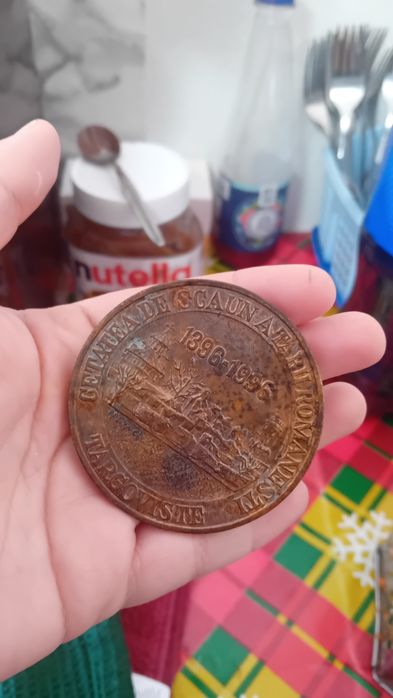 nutella
CETATEA DE SCAUN A TARII ROMANESTI
1396-1996
TARGOVISTE